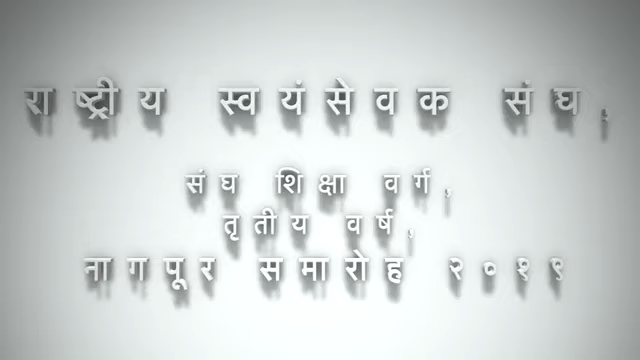 राष्ट्रीय स्वयंसेवक संघ,
संघ शिक्षा वर्ग,
तृतीय वर्ष,
नागपूर समारोह २०१९